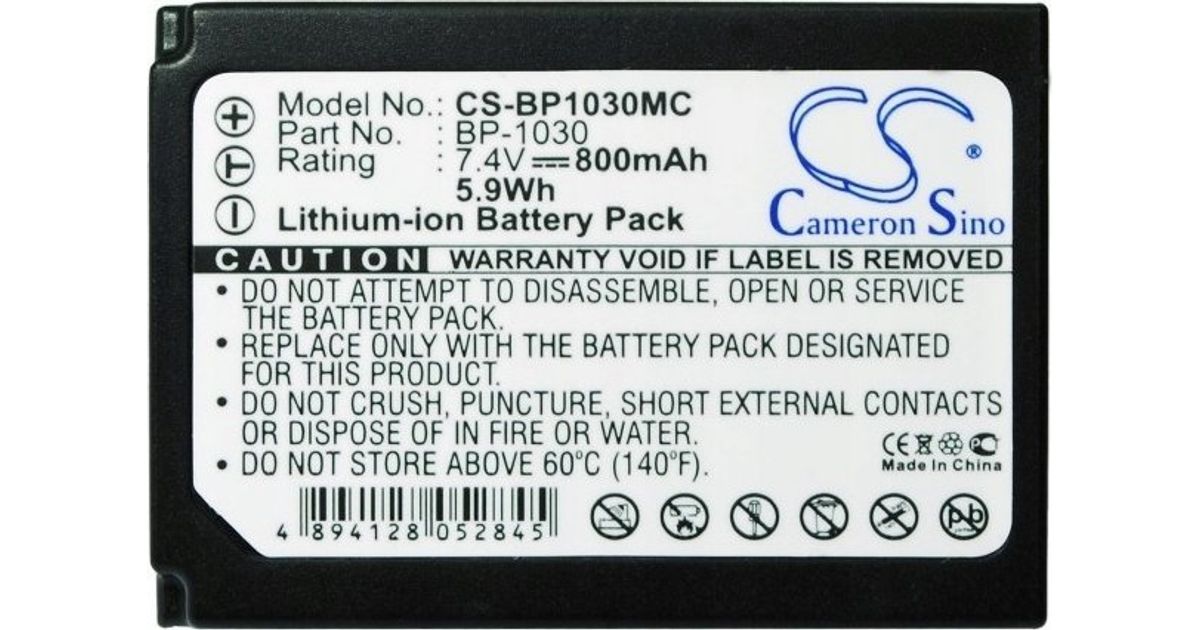 Model No.: CS-BP1030MC
Part No. : BP-1030
Rating : 7.4V 800mAh
5.9Wh
Lithium-ion Battery Pack
CS ®
Cameron Sino
CAUTION WARRANTY VOID IF LABEL IS REMOVED
• DO NOT ATTEMPT TO DISASSEMBLE, OPEN OR SERVICE
THE BATTERY PACK.
• REPLACE ONLY WITH THE BATTERY PACK DESIGNATED
FOR THIS PRODUCT.
• DO NOT CRUSH, PUNCTURE, SHORT EXTERNAL CONTACTS
OR DISPOSE OF IN FIRE OR WATER.
• DO NOT STORE ABOVE 60°C (140°F).
CE
Made In China
4 894128 052845
Pb